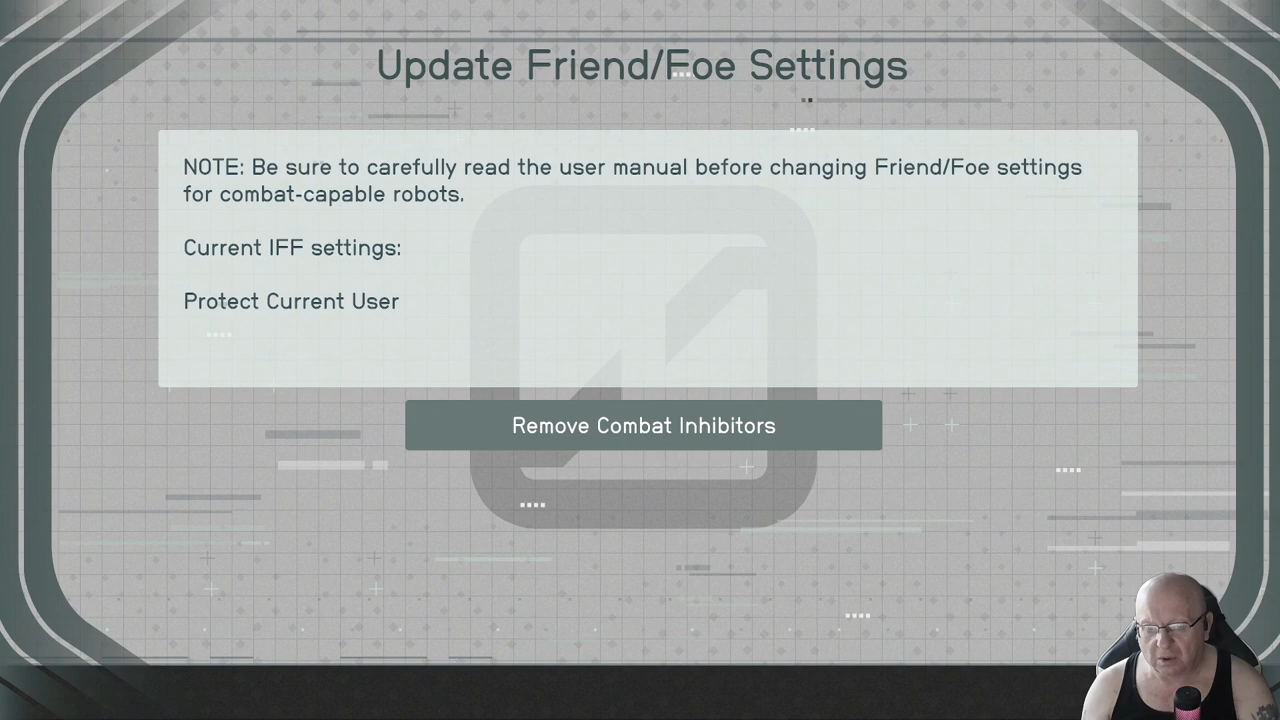 Update Friend/Foe Settings
NOTE: Be sure to carefully read the user manual before changing Friend/Foe settings
for combat-capable robots.
Current IFF settings:
Protect Current User
Remove Combat Inhibitors